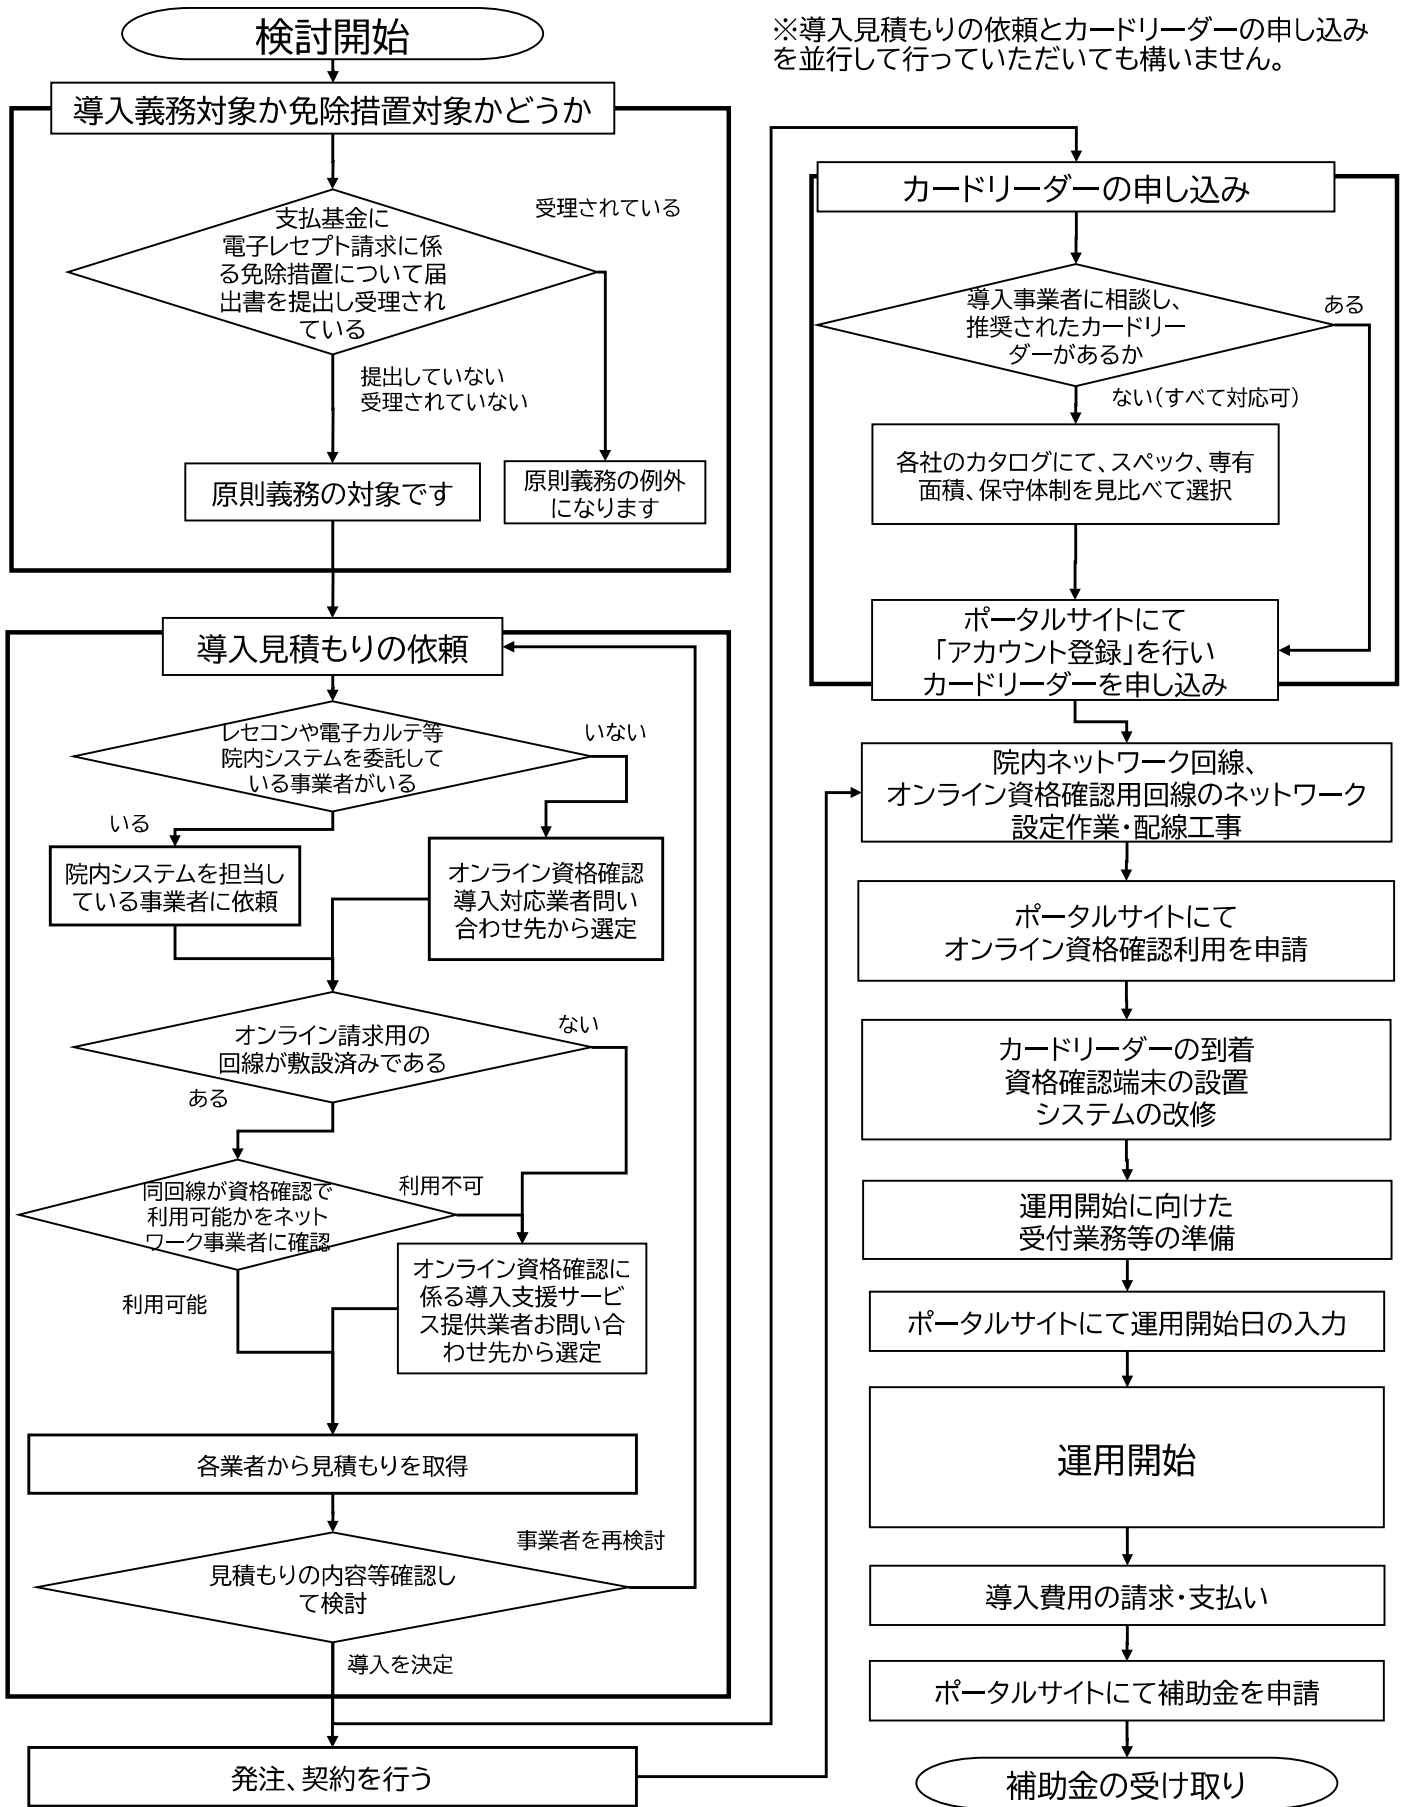 検討開始
導入義務対象か免除措置対象かどうか
支払基金に
電子レセプト請求に係
る免除措置について届
出書を提出し受理され
ている
受理されている
提出していない
受理されていない
原則義務の対象です
原則義務の例外
になります
導入見積もりの依頼
レセコンや電子カルテ等
院内システムを委託して
いる事業者がいる
いない
いる
院内システムを担当し
ている事業者に依頼
オンライン資格確認
導入対応業者問い
合わせ先から選定
オンライン請求用の
回線が敷設済みである
ない
ある
同回線が資格確認で
利用可能かをネット
ワーク事業者に確認
利用不可
利用可能
オンライン資格確認に
係る導入支援サービ
ス提供業者お問い合
わせ先から選定
各業者から見積もりを取得
見積もりの内容等確認し
て検討
事業者を再検討
導入を決定
発注、契約を行う
※導入見積もりの依頼とカードリーダーの申し込み
を並行して行っていただいても構いません。
カードリーダーの申し込み
導入事業者に相談し、
推奨されたカードリー
ダーがあるか
ある
ない(すべて対応可)
各社のカタログにて、スペック、専有
面積、保守体制を見比べて選択
ポータルサイトにて
「アカウント登録」を行い
カードリーダーを申し込み
院内ネットワーク回線、
オンライン資格確認用回線のネットワーク
設定作業・配線工事
ポータルサイトにて
オンライン資格確認利用を申請
カードリーダーの到着
資格確認端末の設置
システムの改修
運用開始に向けた
受付業務等の準備
ポータルサイトにて運用開始日の入力
運用開始
導入費用の請求・支払い
ポータルサイトにて補助金を申請
補助金の受け取り